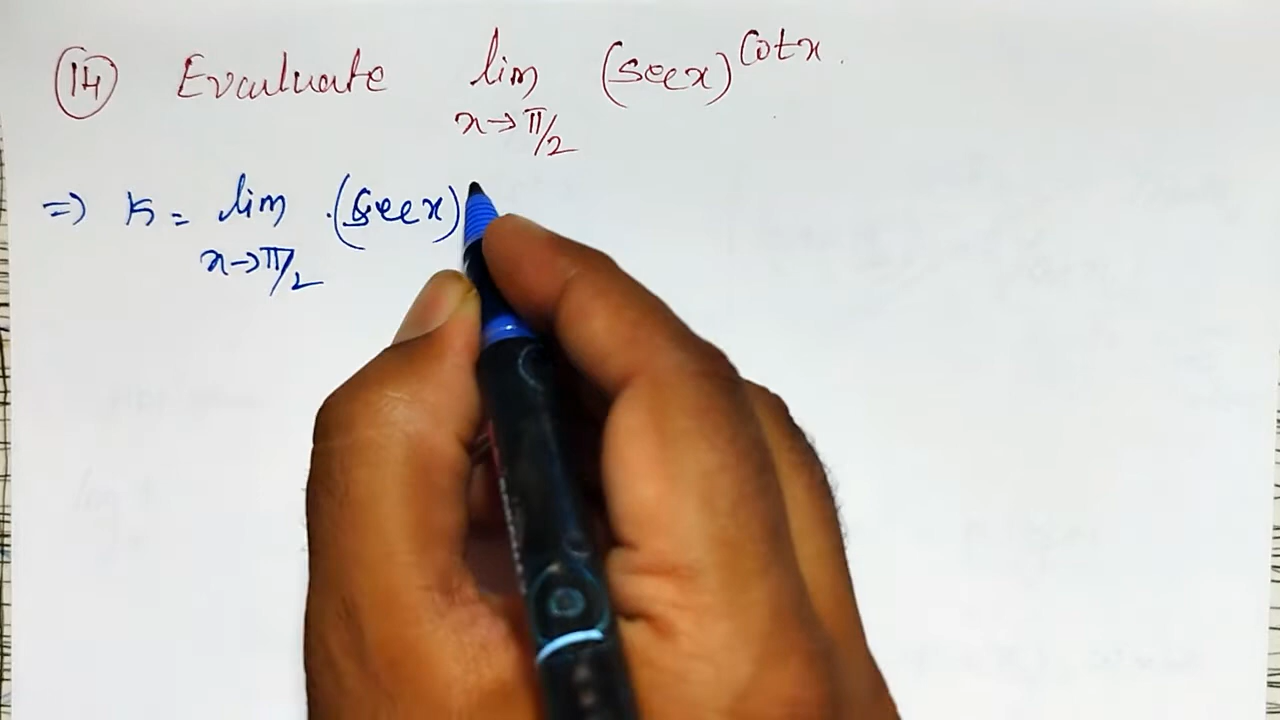 14 Evaluate lim (secx)^Cotx.
x→π/2
=) K = lim .(secx)
x→π/2